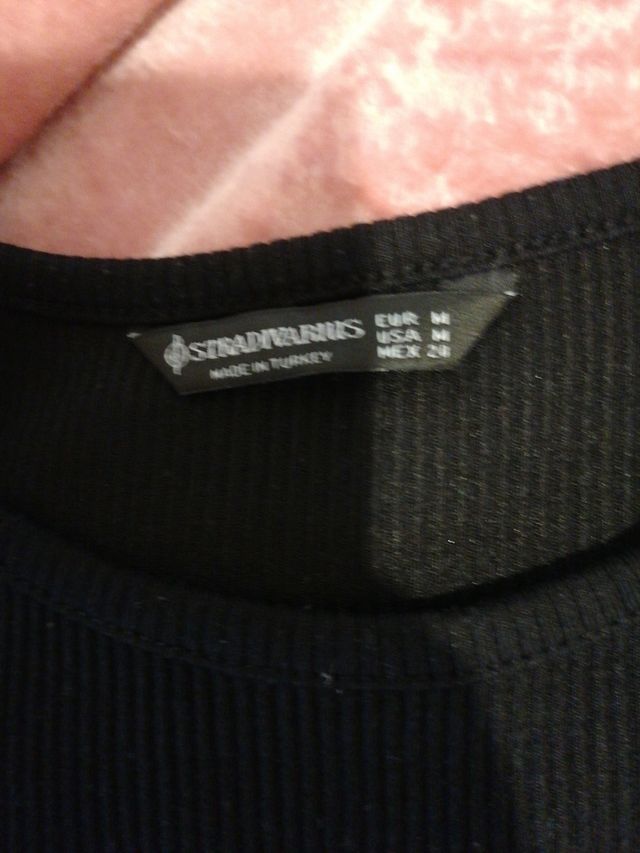 STRADIVARIUS
MADE IN TURKEY
EUR M
USA M
MEX 28